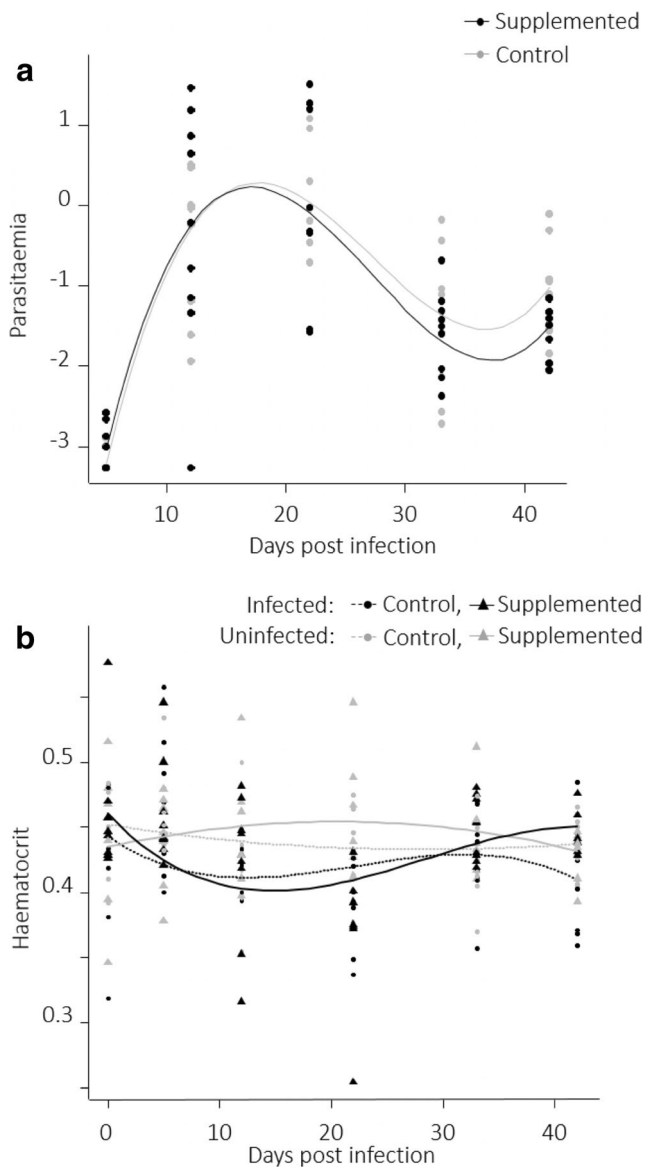 Supplemented
Control
a
1
0
-1
-2
-3
Parasitaemia
10 20 30 40
Days post infection
Infected: Control, Supplemented
Uninfected: Control, Supplemented
b
0.5
0.4
0.3
Haematocrit
0 10 20 30 40
Days post infection